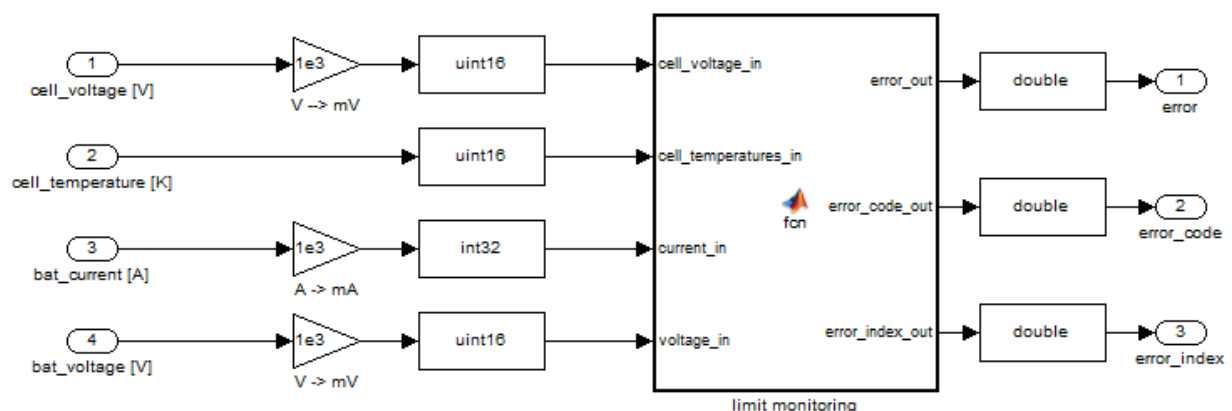 1
cell_voltage [V]
1e3
V --> mV
uint16
cell_voltage_in
error_out
double
1
error
2
cell_temperature [K]
uint16
cell_temperatures_in
fcn
error_code_out
double
2
error_code
3
bat_current [A]
1e3
A -> mA
int32
current_in
4
bat_voltage [V]
1e3
V -> mV
uint16
voltage_in
error_index_out
double
3
error_index
limit monitoring